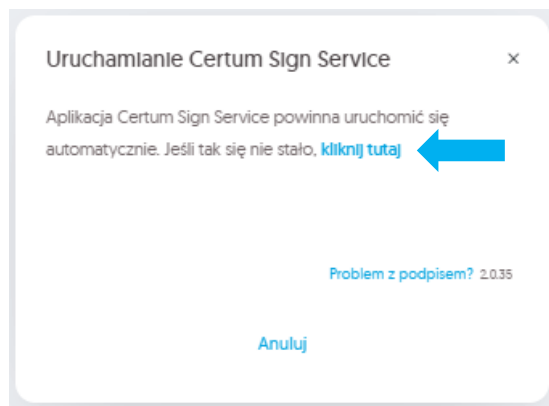 Uruchamianie Certum Sign Service
Aplikacja Certum Sign Service powinna uruchomić się
automatycznie. Jeśli tak się nie stało, kliknij tutaj
Problem z podpisem? 2.0.35
Anuluj